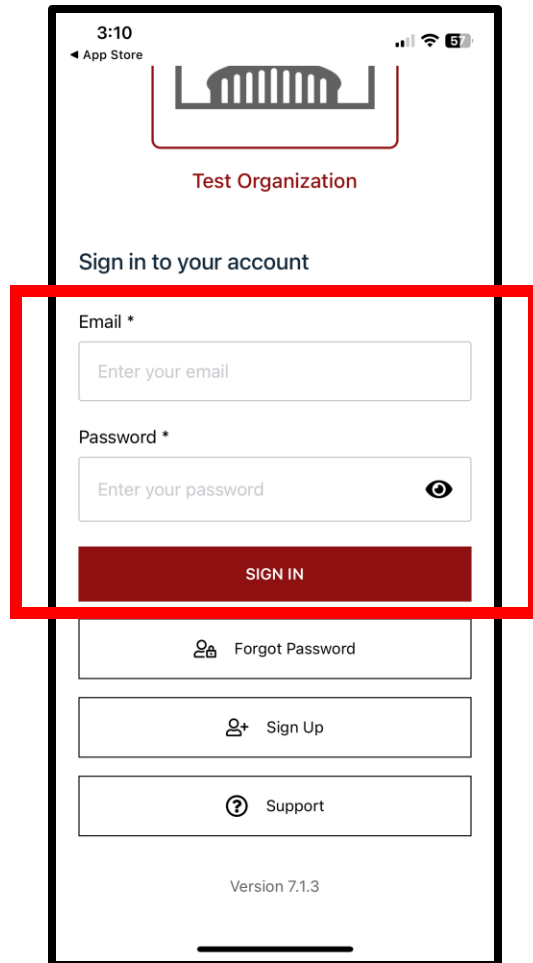 3:10
57
◀ App Store
Test Organization
Sign in to your account
Email *
Enter your email
Password *
Enter your password
SIGN IN
Forgot Password
Sign Up
Support
Version 7.1.3